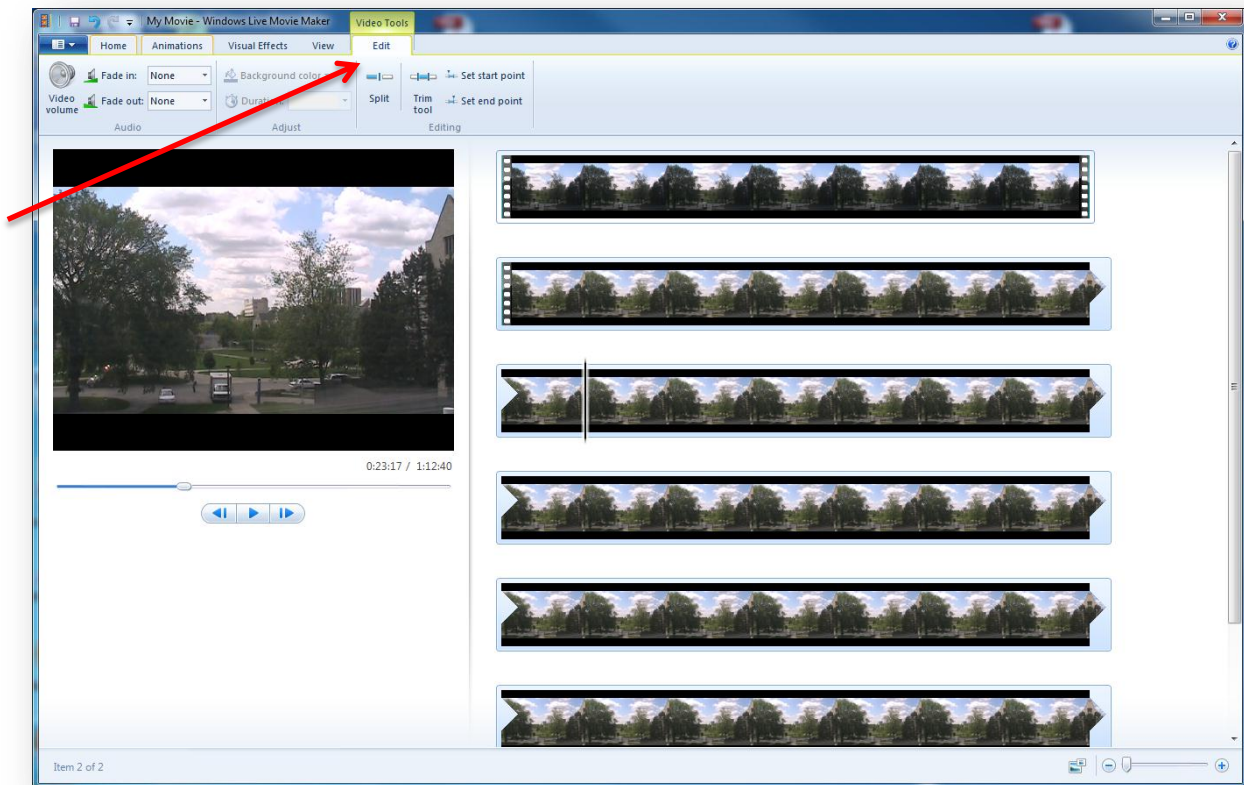 My Movie - Windows Live Movie Maker Video Tools
Home Animations Visual Effects View Edit
Fade in: None Background color Set start point
Video volume Fade out: None Split Trim tool Set end point
Audio Adjust Editing
0:23:17 / 1:12:40
Item 2 of 2